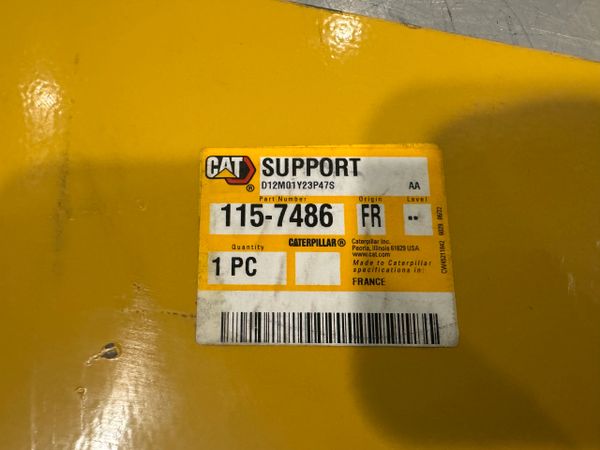 CAT
®
SUPPORT
D12M01Y23P47S AA
Part Number Origin Level
115-7486 FR --
Quantity CATERPILLAR®
1 PC
Caterpillar Inc.
Peoria, Illinois 61629 USA
www.cat.com
Made to Caterpillar
specifications in:
FRANCE